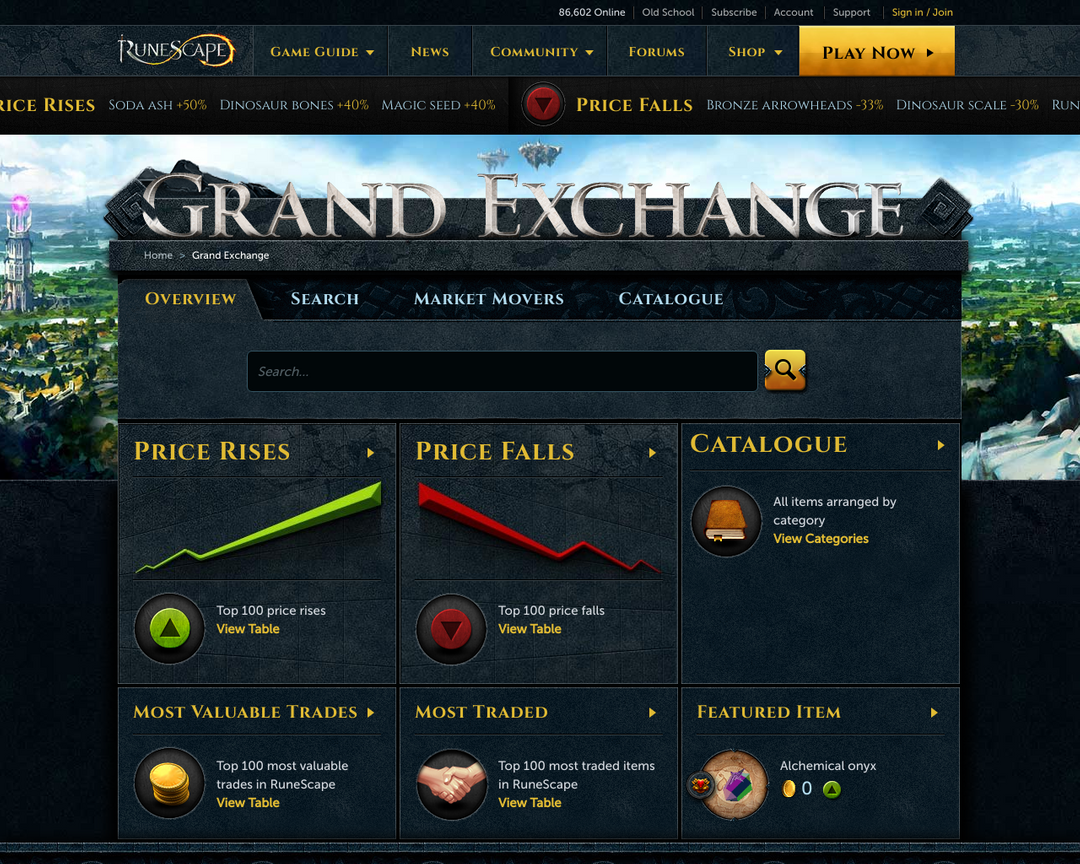 86,602 Online Old School Subscribe Account Support Sign in / Join
RuneScape Game Guide News Community Forums Shop Play Now
Price Rises Soda ash +50% Dinosaur bones +40% Magic seed +40% Price Falls Bronze arrowheads -33% Dinosaur scale -30%
Grand Exchange
Home > Grand Exchange
Overview Search Market Movers Catalogue
Search...
Price Rises
Top 100 price rises
View Table
Price Falls
Top 100 price falls
View Table
Catalogue
All items arranged by
category
View Categories
Most Valuable Trades
Top 100 most valuable
trades in RuneScape
View Table
Most Traded
Top 100 most traded items
in RuneScape
View Table
Featured Item
Alchemical onyx
0